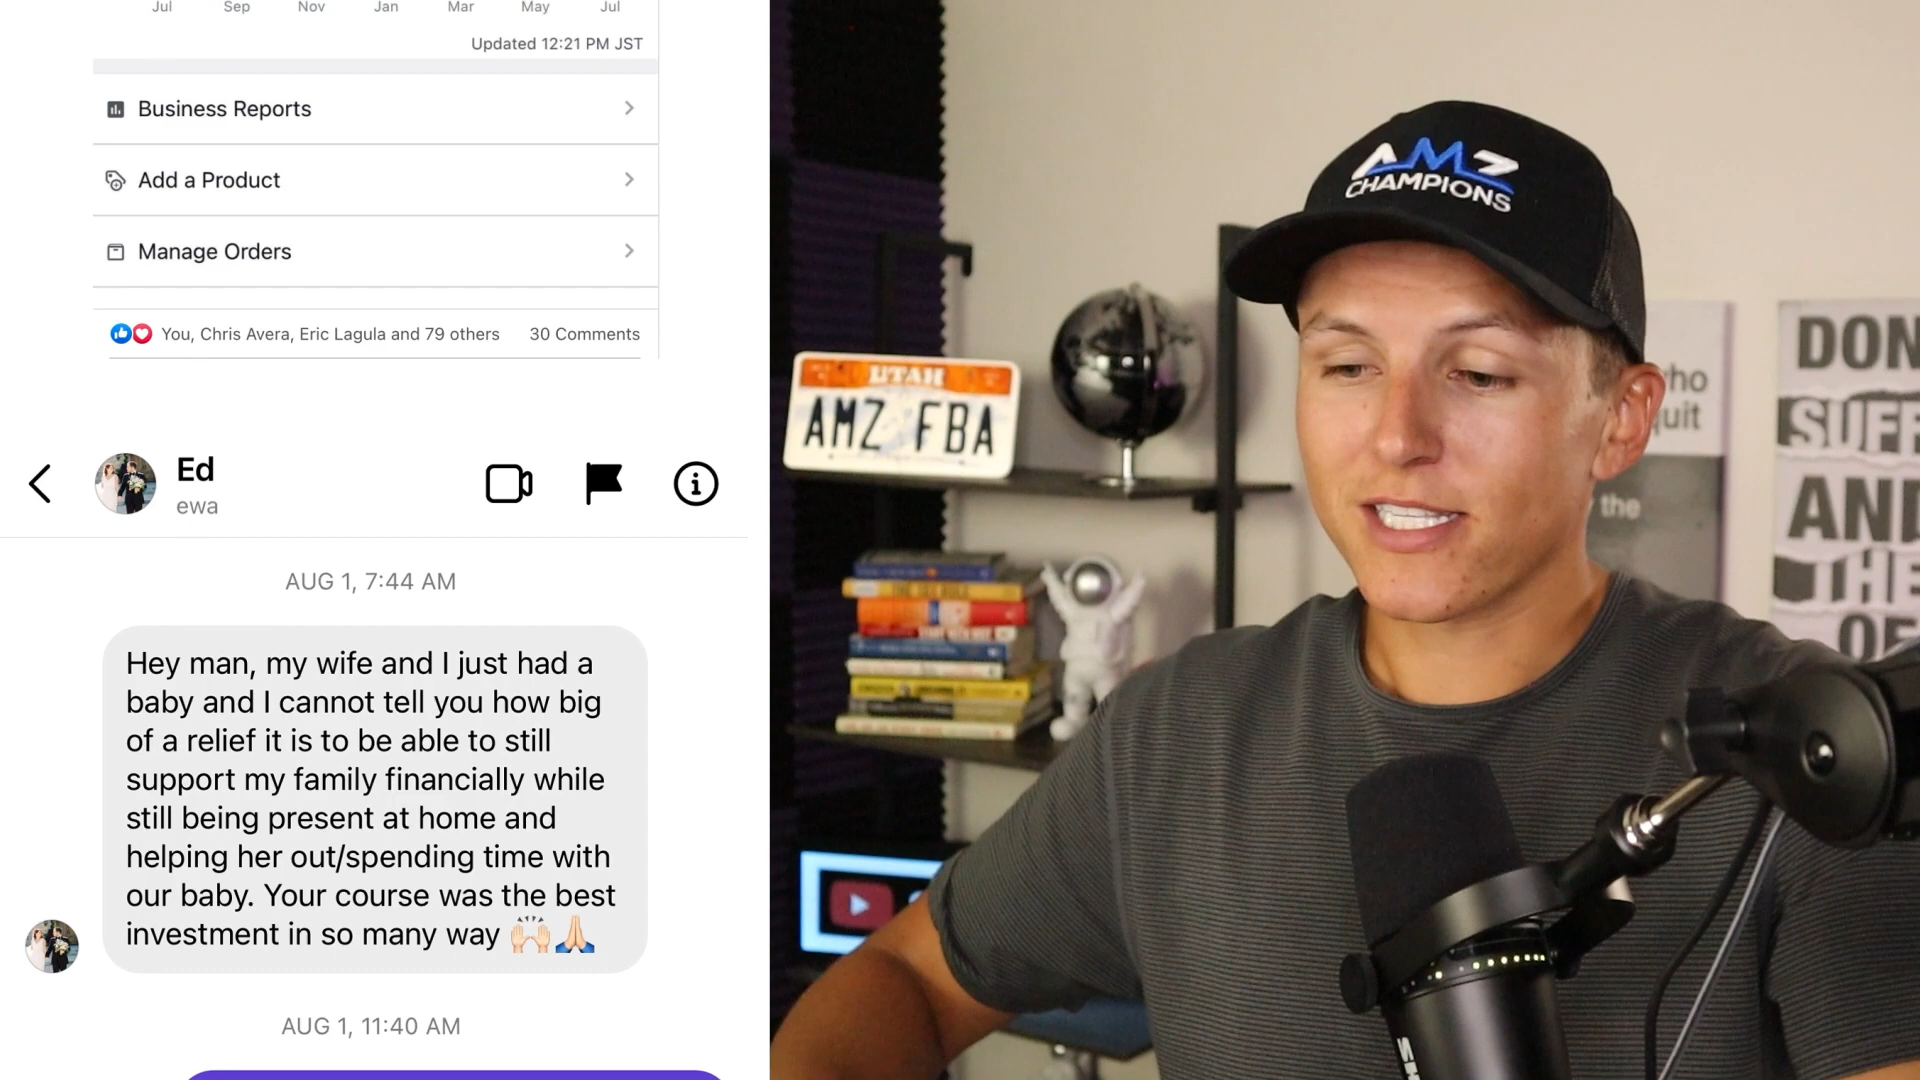 Jul Sep Nov Jan Mar May Jul
Updated 12:21 PM JST
Business Reports
Add a Product
Manage Orders
You, Chris Avera, Eric Lagula and 79 others 30 Comments
Ed
ewa
AUG 1, 7:44 AM
Hey man, my wife and I just had a
baby and I cannot tell you how big
of a relief it is to be able to still
support my family financially while
still being present at home and
helping her out/spending time with
our baby. Your course was the best
investment in so many way 🙌🏻🙏🏻
AUG 1, 11:40 AM
AMZ
CHAMPIONS
UTAH
AMZ FBA
the
DON
SUFF
AND
THE
OF